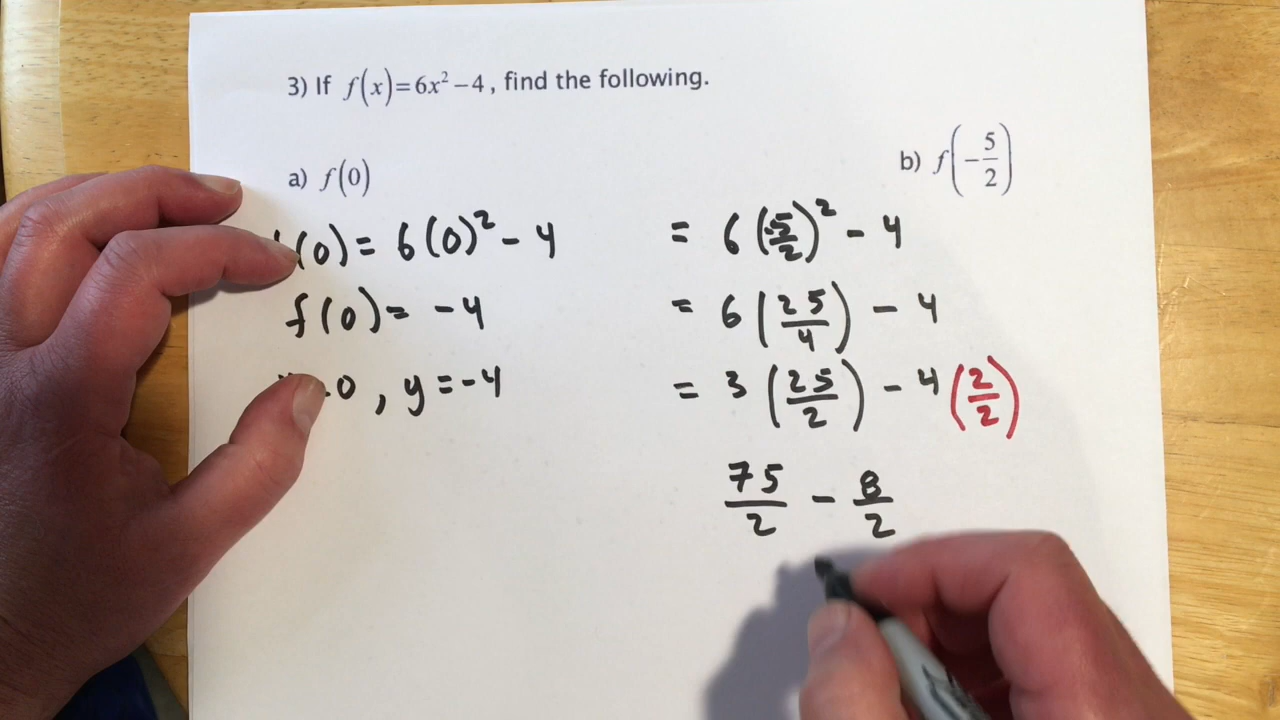 3) If f(x)=6x²−4, find the following.
a) f(0)
(0) = 6(0)² - 4
f(0) = -4
0, y = -4
b) f(−5/2)
= 6(-5/2)² - 4
= 6(25/4) - 4
= 3(25/2) - 4(2/2)
75/2 - 8/2